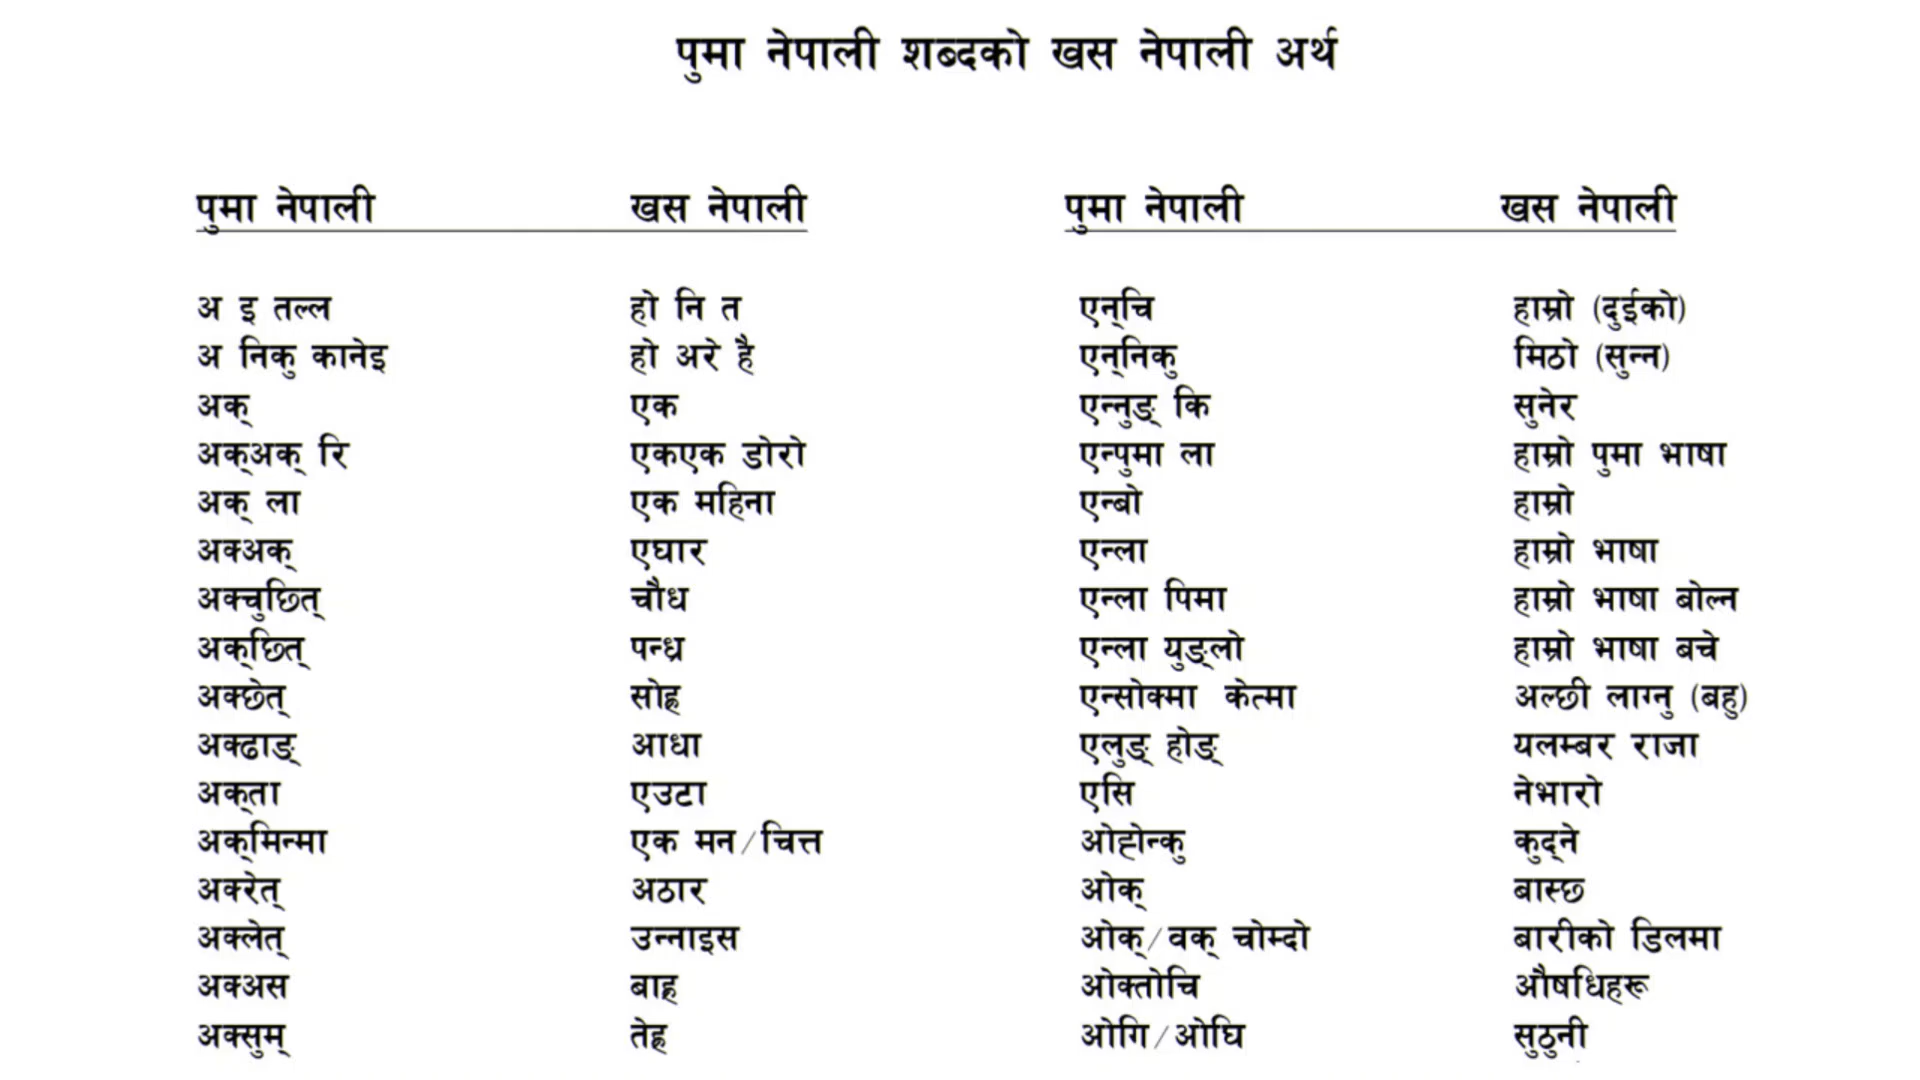 पुमा नेपाली शब्दको खस नेपाली अर्थ
पुमा नेपाली खस नेपाली पुमा नेपाली खस नेपाली
अ इ तल्ल हो नि त एन्‌चि हाम्रो (दुईको)
अ निकु कानेइ हो अरे है एन्‌निकु मिठो (सुन्न)
अक् एक एन्नुङ् कि सुनेर
अक्‌अक् रि एकएक डोरो एन्पुमा ला हाम्रो पुमा भाषा
अक् ला एक महिना एन्बो हाम्रो
अक्अक् एघार एन्ला हाम्रो भाषा
अक्चुछित् चौध एन्ला पिमा हाम्रो भाषा बोल्न
अक्‌छित् पन्ध्र एन्ला युङ्‌लो हाम्रो भाषा बचे
अक्छेत् सोह्र एन्सोक्मा केत्मा अल्छी लाग्नु (बहु)
अक्ढाङ् आधा एलुङ् होङ् यलम्बर राजा
अक्‌ता एउटा एसि नेभारो
अक्‌मिन्मा एक मन/चित्त ओह्ोन्कु कुद्‌ने
अक्रेत् अठार ओक् बास्छ
अक्लेत् उन्नाइस ओक्/वक् चोम्दो बारीको डिलमा
अक्अस बाह्र ओक्तोचि औषधिहरू
अक्सुम् तेह्र ओगि/ओघि सुठुनी